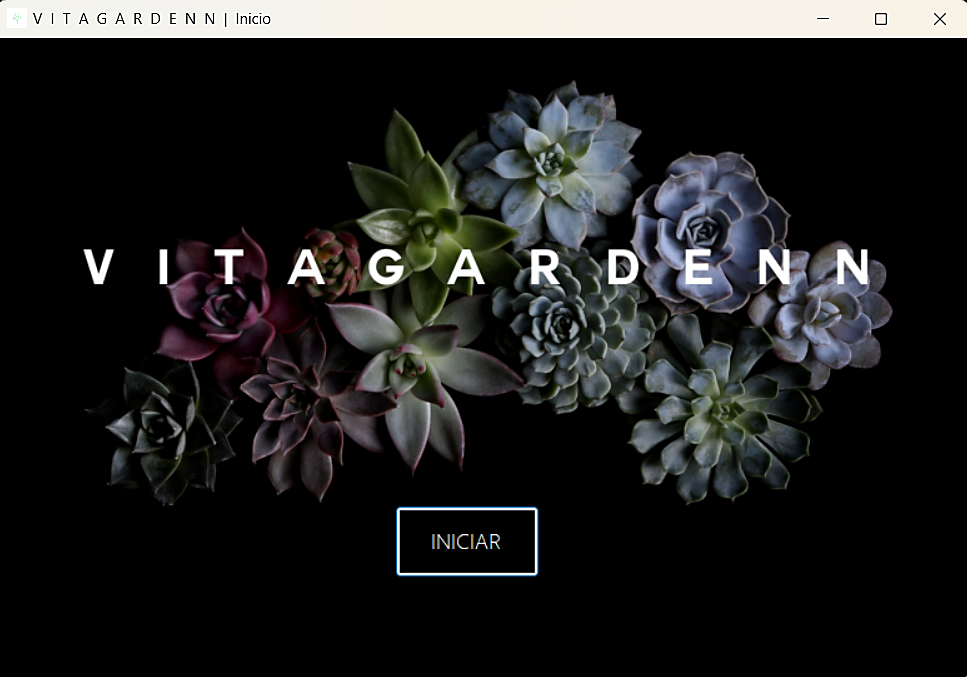 V I T A G A R D E N N | Inicio
V I T A G A R D E N N
INICIAR